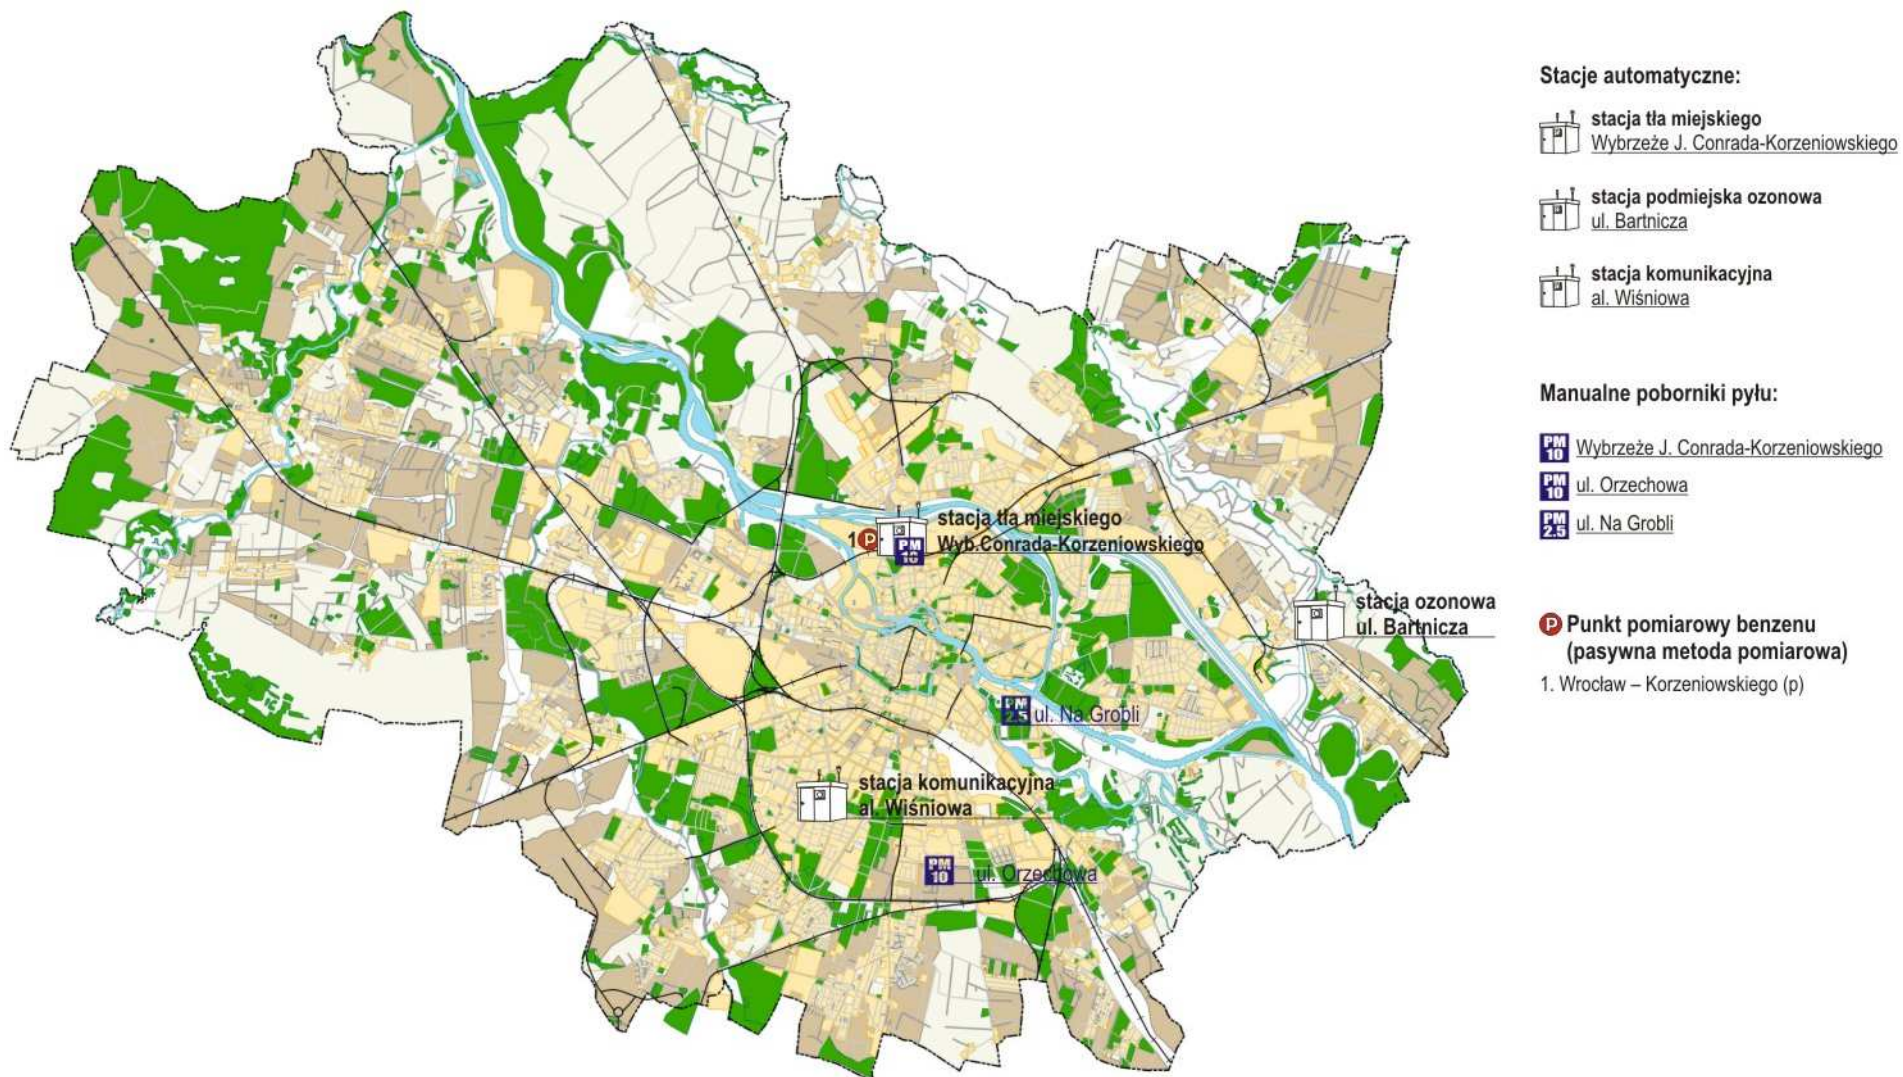 Stacje automatyczne:
stacja tła miejskiego
Wybrzeże J. Conrada-Korzeniowskiego
stacja podmiejska ozonowa
ul. Bartnicza
stacja komunikacyjna
al. Wiśniowa
Manualne poborniki pyłu:
PM 10 Wybrzeże J. Conrada-Korzeniowskiego
PM 10 ul. Orzechowa
PM 2.5 ul. Na Grobli
P Punkt pomiarowy benzenu
(pasywna metoda pomiarowa)
1. Wrocław – Korzeniowskiego (p)
stacja tła miejskiego
1 P PM 10 Wyb.Conrada-Korzeniowskiego
stacja ozonowa
ul. Bartnicza
PM 2.5 ul. Na Grobli
stacja komunikacyjna
al. Wiśniowa
PM 10 ul. Orzechowa